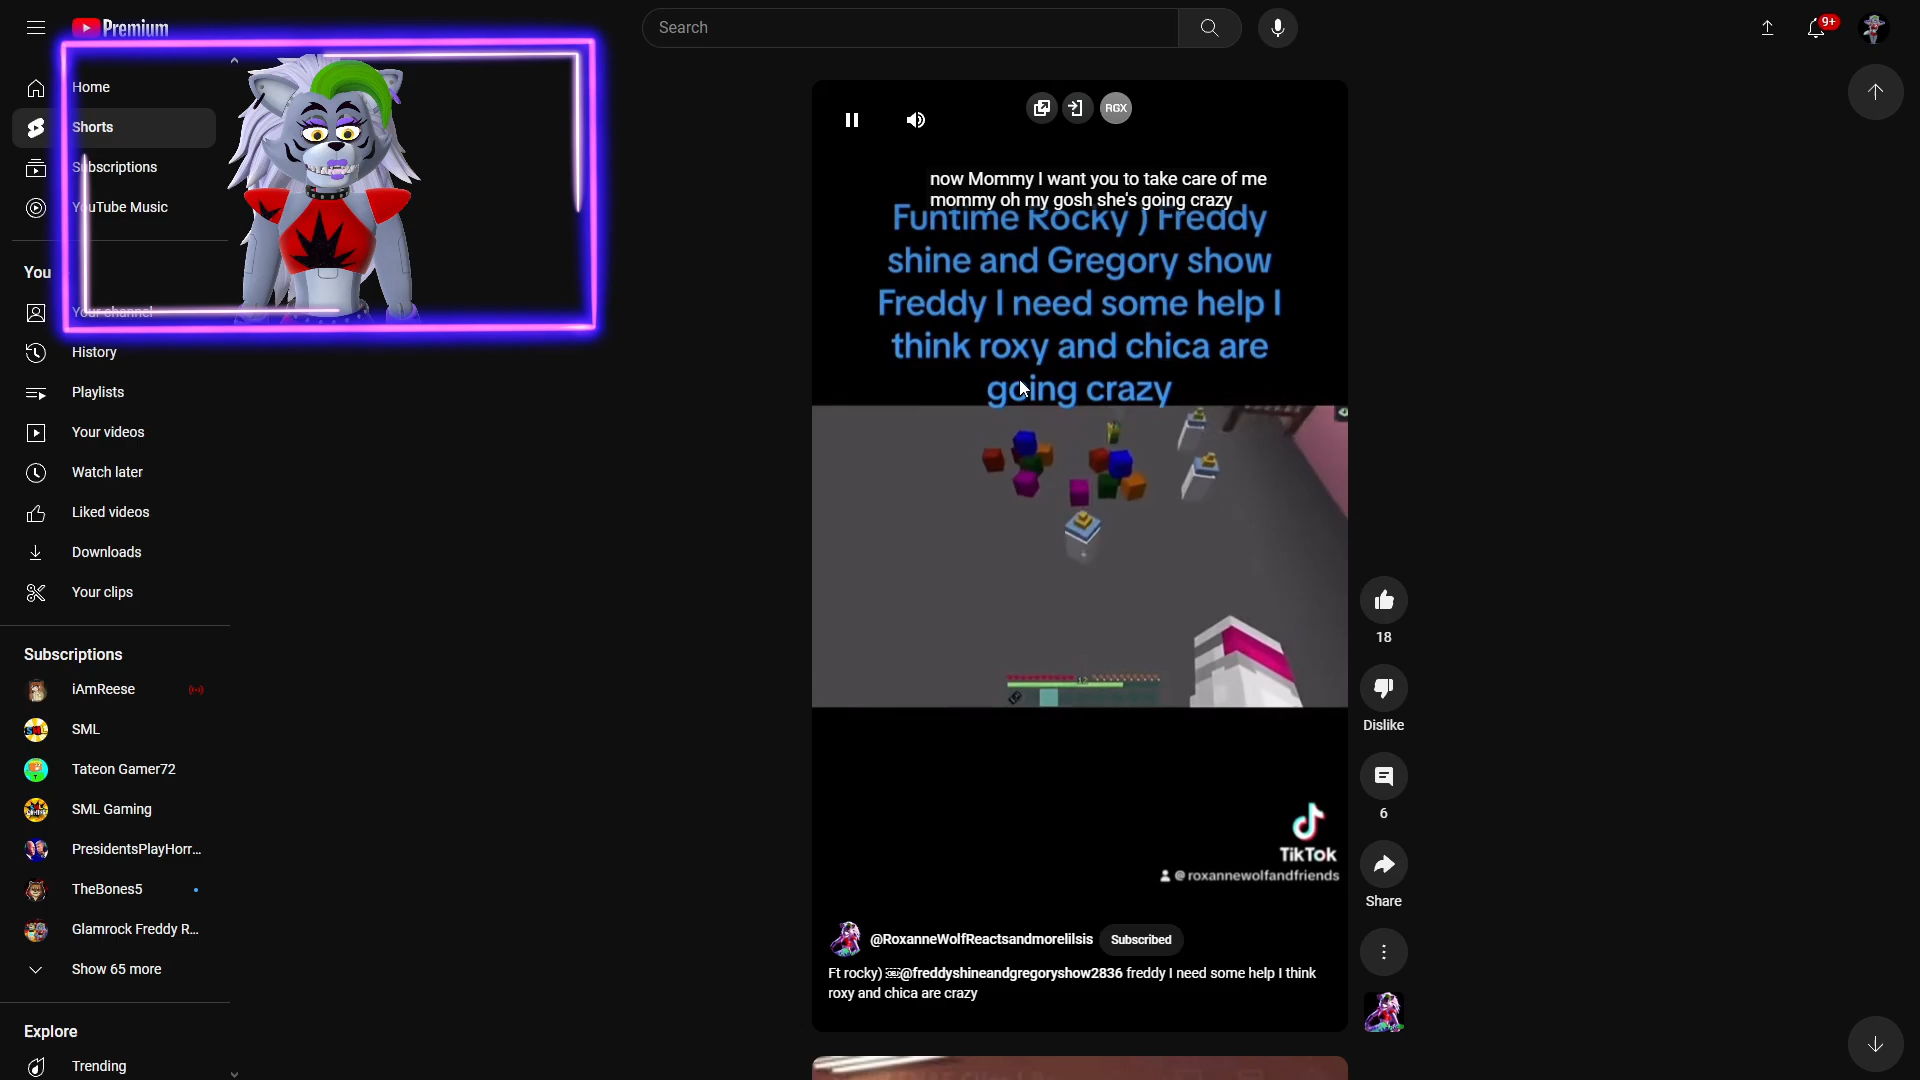 Premium
Search
9+
Home
Shorts
Subscriptions
YouTube Music
You
Your channel
History
Playlists
Your videos
Watch later
Liked videos
Downloads
Your clips
Subscriptions
iAmReese
SML
Tateon Gamer72
SML Gaming
PresidentsPlayHorr...
TheBones5
Glamrock Freddy R...
Show 65 more
Explore
Trending
RGX
now Mommy I want you to take care of me
mommy oh my gosh she's going crazy
Funtime Rocky ) Freddy
shine and Gregory show
Freddy I need some help I
think roxy and chica are
going crazy
12
TikTok
@roxannewolfandfriends
@RoxanneWolfReactsandmorelilsis
Subscribed
Ft rocky) @freddyshineandgregoryshow2836 freddy I need some help I think
roxy and chica are crazy
18
Dislike
6
Share